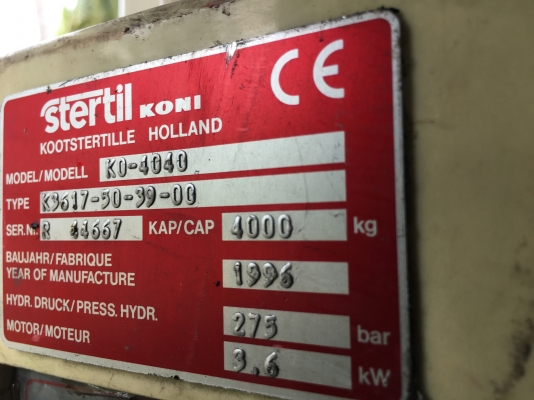 stertil KONI
CE
KOOTSTERTILLE HOLLAND
MODEL/MODELL KO-4040
TYPE K9617-50-39-00
SER.Nr. R 44667 KAP/CAP 4000 kg
BAUJAHR/FABRIQUE
YEAR OF MANUFACTURE 1996
HYDR. DRUCK/PRESS. HYDR. 275 bar
MOTOR/MOTEUR 3.6 kW